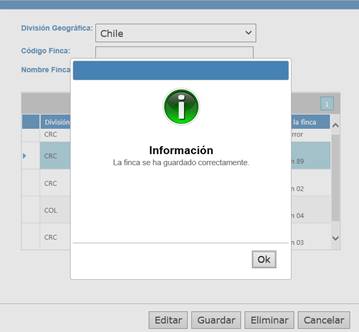 División Geográfica:
Chile
Código Finca:
Nombre Finca
1
División
la finca
CRC
rror
CRC
n 89
CRC
n 02
COL
n 04
CRC
n 03
Información
La finca se ha guardado correctamente.
Ok
Editar Guardar Eliminar Cancelar